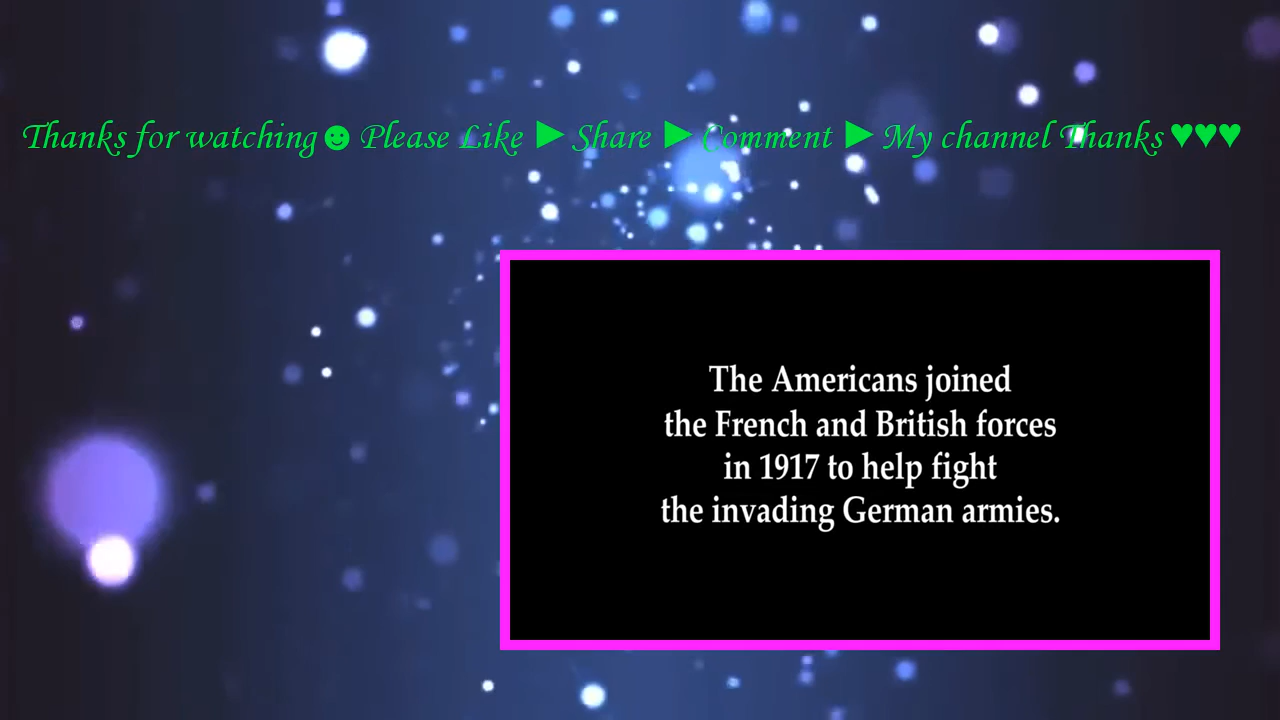 Thanks for watching☻Please Like ►Share ►Comment ►My channel Thanks♥♥♥
The Americans joined
the French and British forces
in 1917 to help fight
the invading German armies.